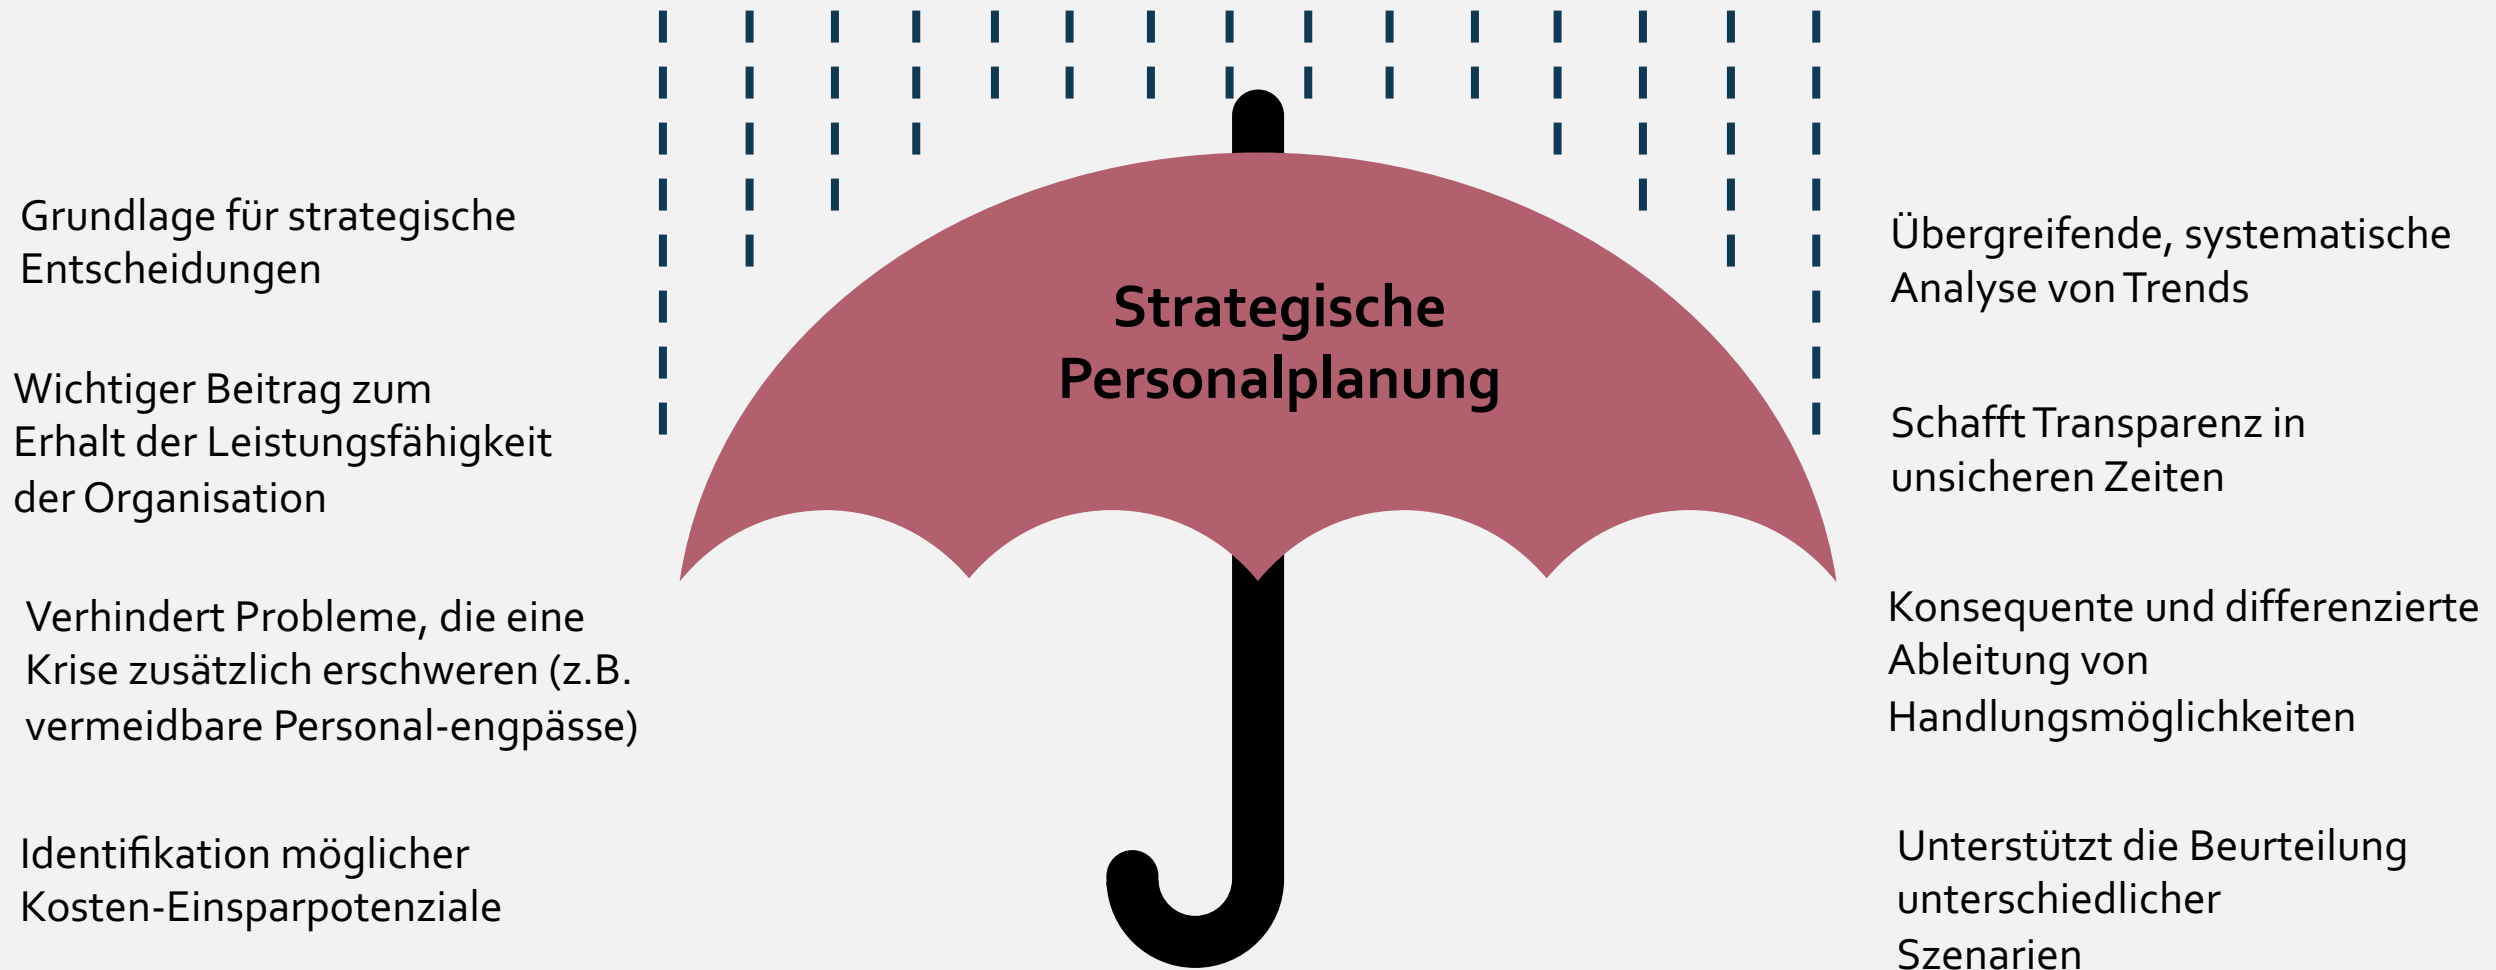 Grundlage für strategische
Entscheidungen
Wichtiger Beitrag zum
Erhalt der Leistungsfähigkeit
der Organisation
Verhindert Probleme, die eine
Krise zusätzlich erschweren (z.B.
vermeidbare Personal-engpässe)
Identifikation möglicher
Kosten-Einsparpotenziale
Strategische
Personalplanung
Übergreifende, systematische
Analyse von Trends
Schafft Transparenz in
unsicheren Zeiten
Konsequente und differenzierte
Ableitung von
Handlungsmöglichkeiten
Unterstützt die Beurteilung
unterschiedlicher
Szenarien